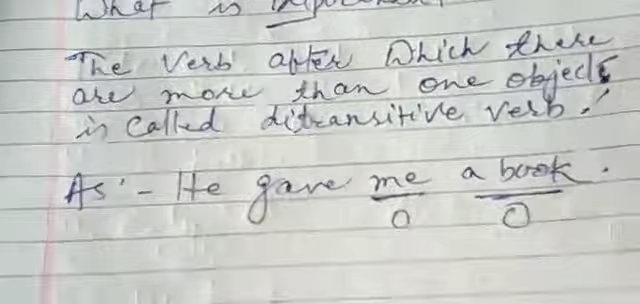 What is
The Verb after Which there
are more than one objects
is Called ditransitive verb.
As:- He gave me a book.
O O